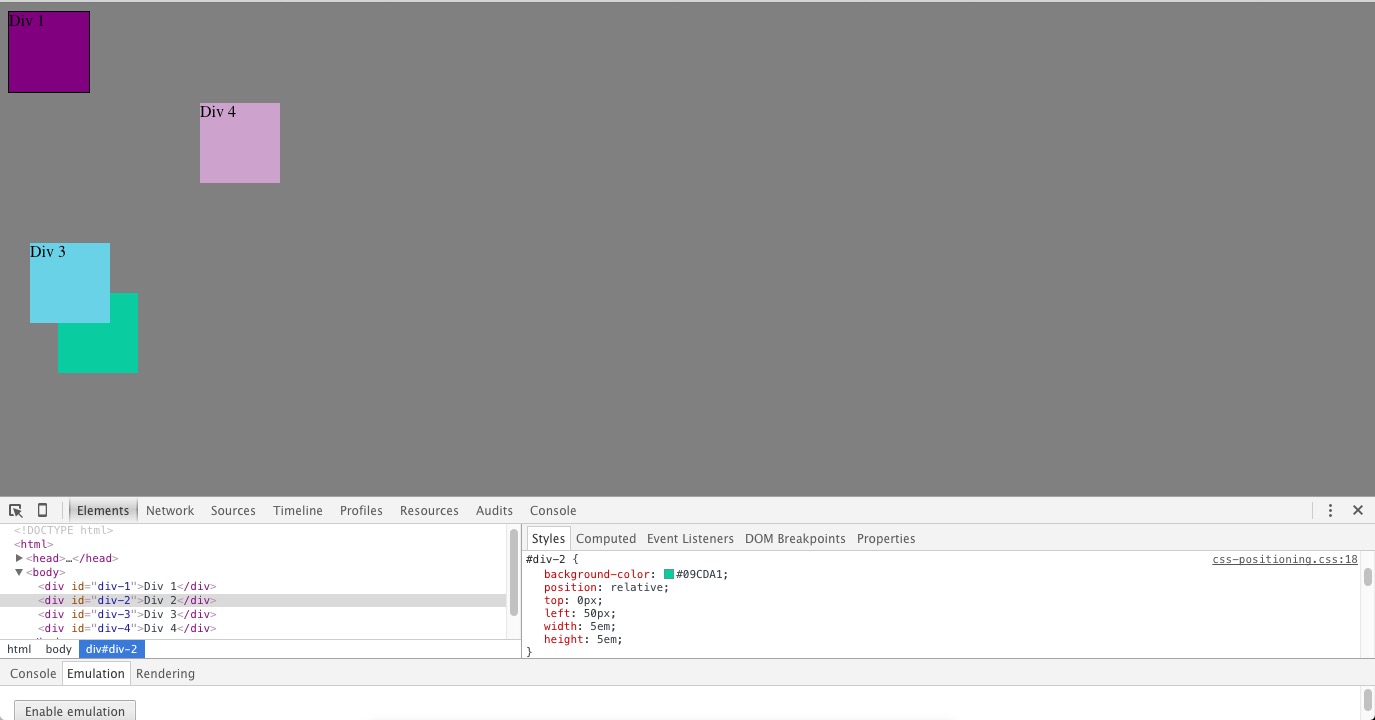 Div 1
Div 4
Div 3
Elements Network Sources Timeline Profiles Resources Audits Console
<!DOCTYPE html>
<html>
<head>…</head>
<body>
<div id="div-1">Div 1</div>
<div id="div-2">Div 2</div>
<div id="div-3">Div 3</div>
<div id="div-4">Div 4</div>
html body div#div-2
Styles Computed Event Listeners DOM Breakpoints Properties
#div-2 { css-positioning.css:18
background-color: #09CDA1;
position: relative;
top: 0px;
left: 50px;
width: 5em;
height: 5em;
}
Console Emulation Rendering
Enable emulation